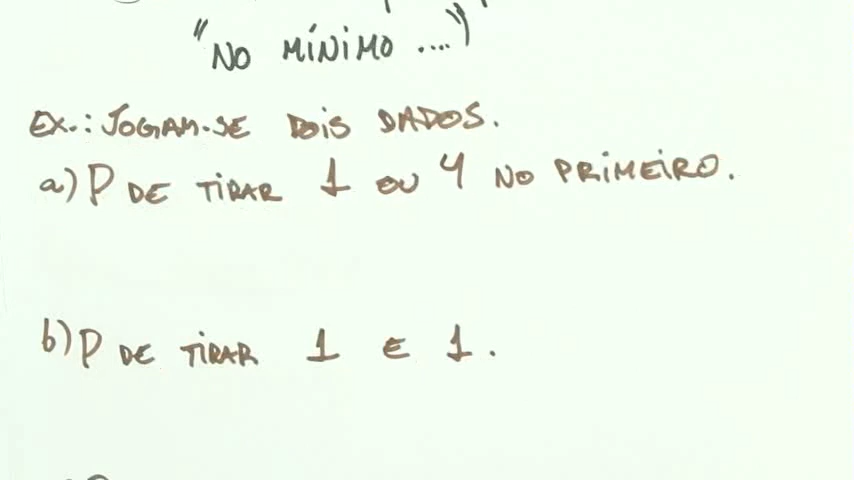 "NO MÍNIMO ....")
EX.: JOGAM-SE DOIS DADOS.
a) P DE TIRAR 1 OU 4 NO PRIMEIRO.
b) P DE TIRAR 1 E 1.